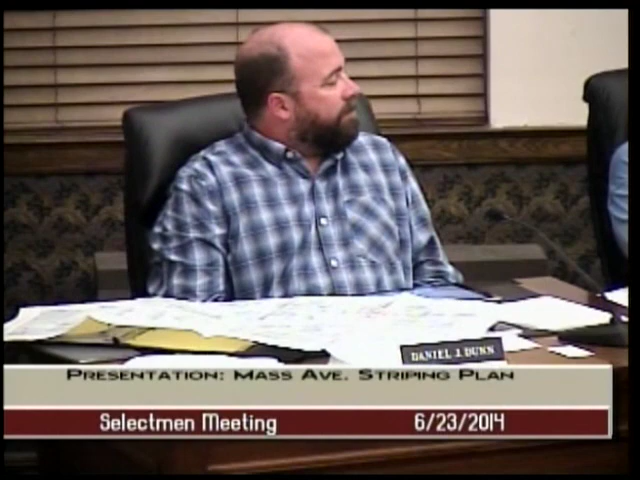 DANIEL J. DUNN
PRESENTATION: MASS AVE. STRIPING PLAN
Selectmen Meeting 6/23/2014